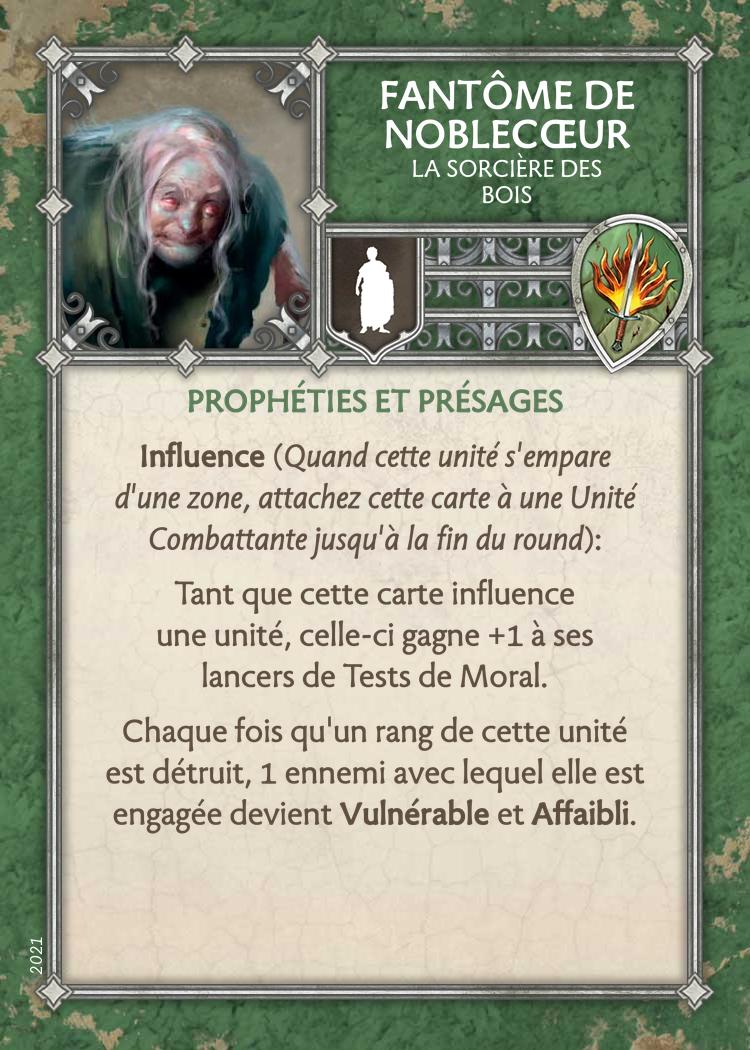 FANTÔME DE
NOBLECŒUR
LA SORCIÈRE DES
BOIS
PROPHÉTIES ET PRÉSAGES
Influence (Quand cette unité s'empare
d'une zone, attachez cette carte à une Unité
Combattante jusqu'à la fin du round):
Tant que cette carte influence
une unité, celle-ci gagne +1 à ses
lancers de Tests de Moral.
Chaque fois qu'un rang de cette unité
est détruit, 1 ennemi avec lequel elle est
engagée devient Vulnérable et Affaibli.
2021